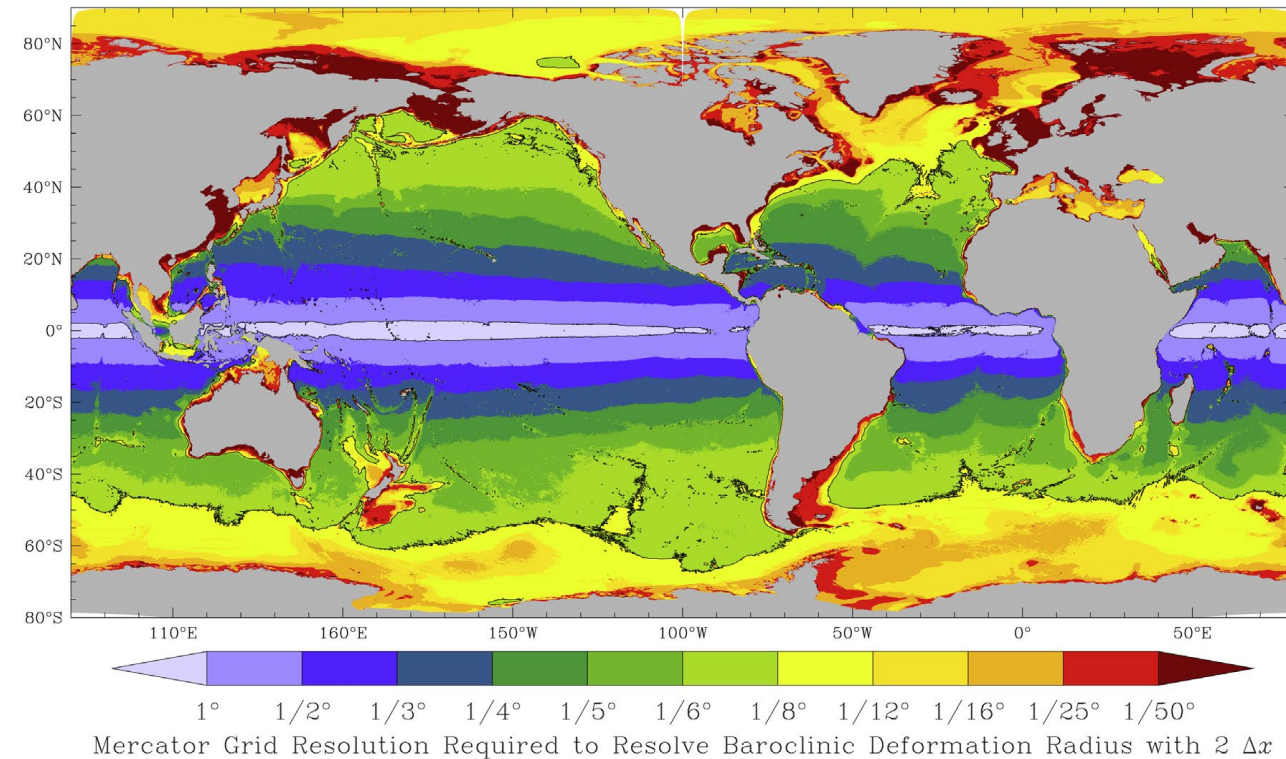 80°N
60°N
40°N
20°N
0°
20°S
40°S
60°S
80°S
110°E 160°E 150°W 100°W 50°W 0° 50°E
1° 1/2° 1/3° 1/4° 1/5° 1/6° 1/8° 1/12° 1/16° 1/25° 1/50°
Mercator Grid Resolution Required to Resolve Baroclinic Deformation Radius with 2 Δx